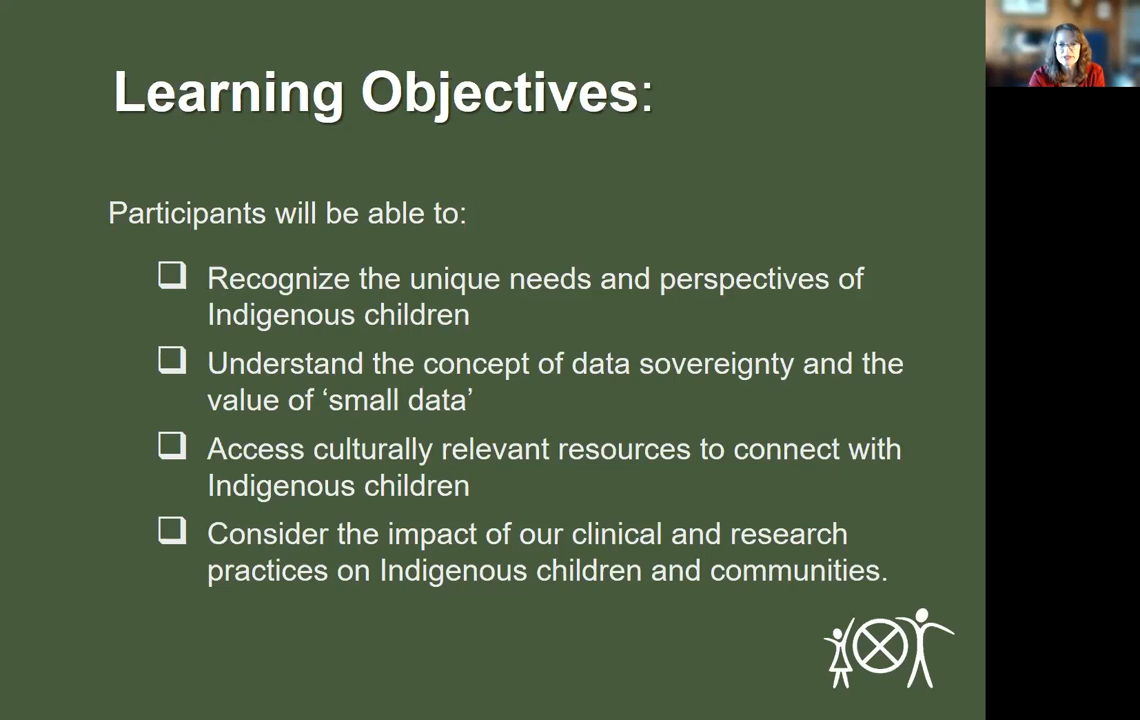 Learning Objectives:
Participants will be able to:
Recognize the unique needs and perspectives of
Indigenous children
Understand the concept of data sovereignty and the
value of ‘small data’
Access culturally relevant resources to connect with
Indigenous children
Consider the impact of our clinical and research
practices on Indigenous children and communities.